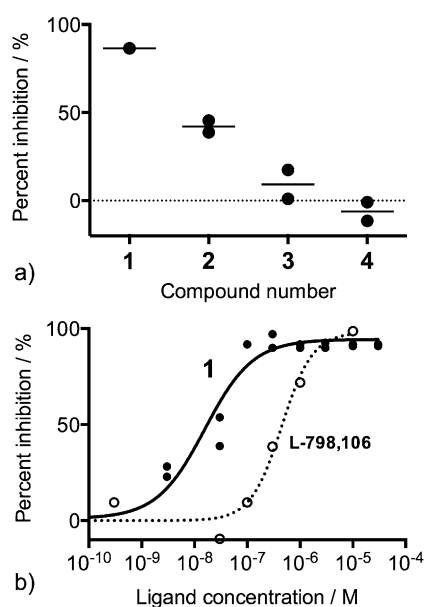 Percent inhibition / %
100
50
0
1 2 3 4
a)
Compound number
Percent inhibition / %
100
50
0
1
L-798,106
10-10 10-9 10-8 10-7 10-6 10-5 10-4
b)
Ligand concentration / M